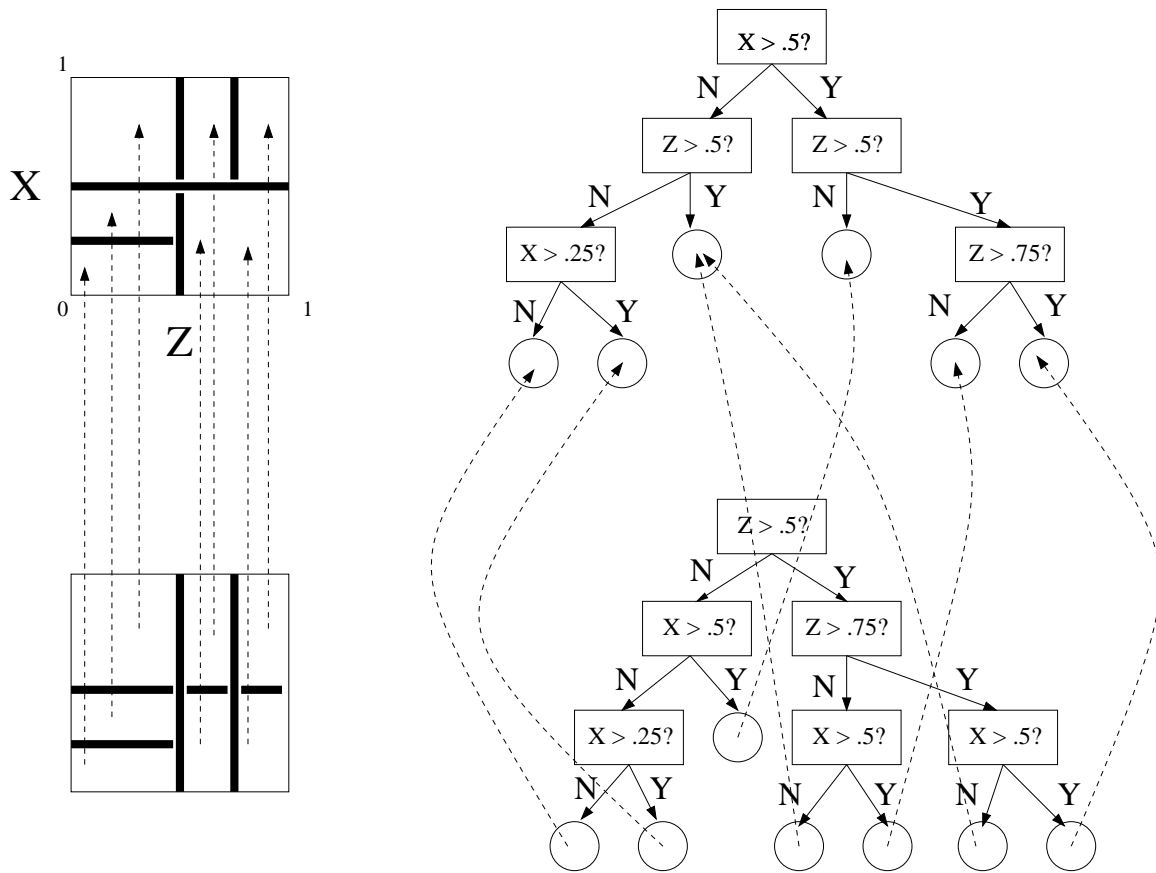 X > .5?
N Y
1
Z > .5? Z > .5?
X
N Y N Y
X > .25? Z > .75?
0 1
N Y N Y
Z
Z > .5?
N Y
X > .5? Z > .75?
N Y N Y
X > .25? X > .5? X > .5?
N Y N Y N Y